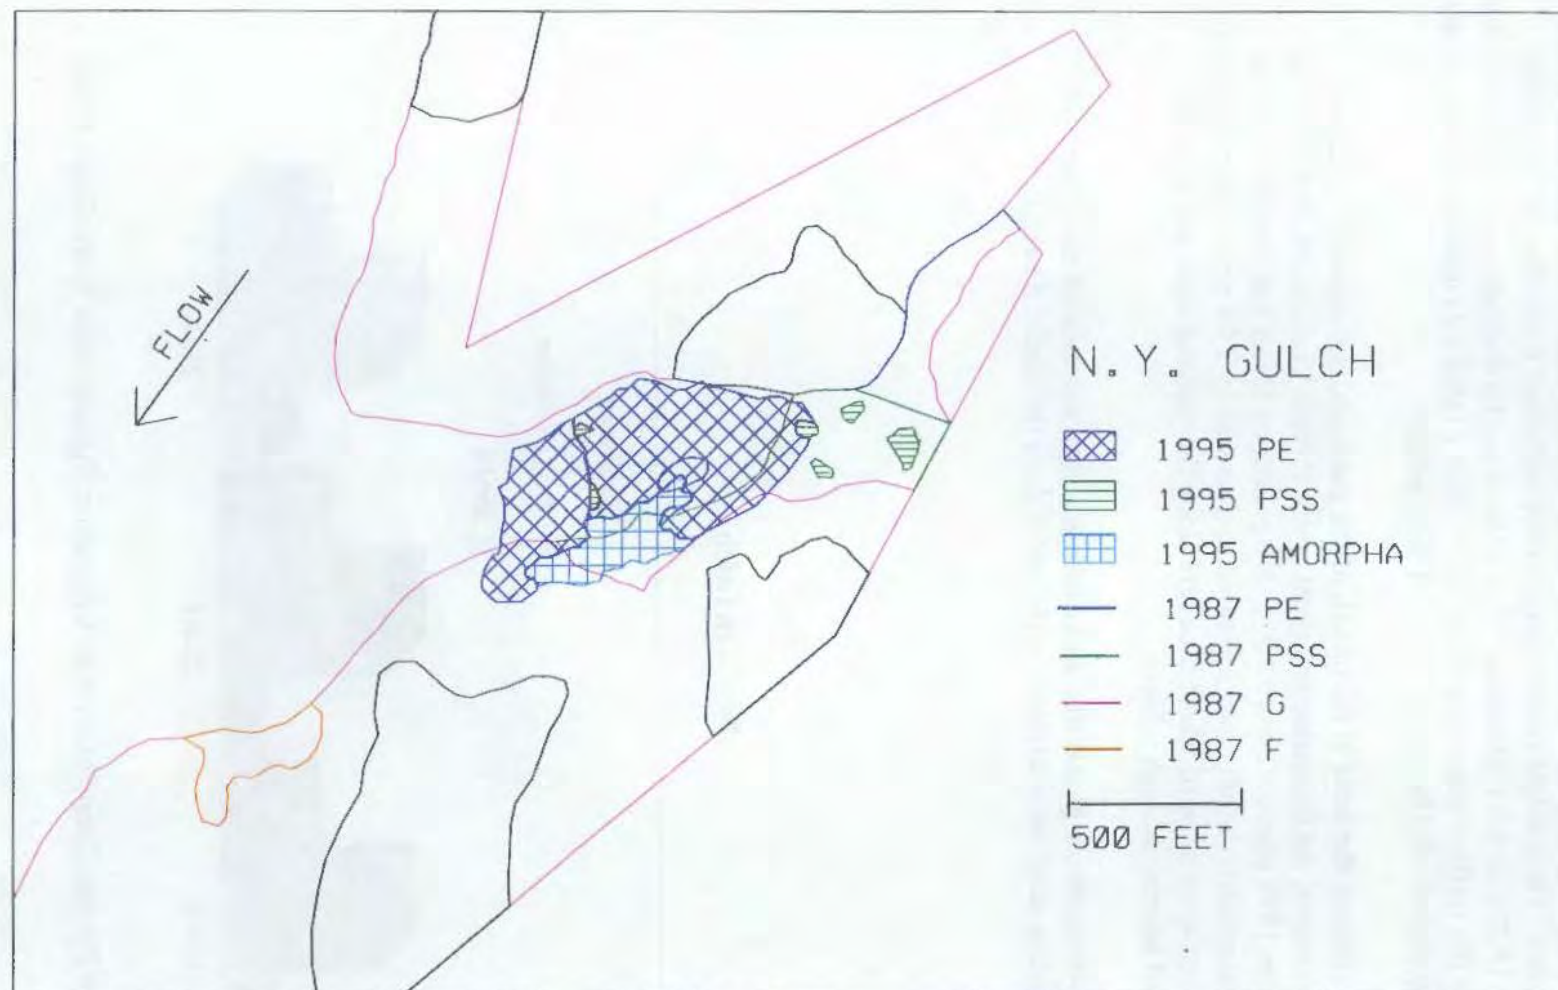 FLOW
N.Y. GULCH
1995 PE
1995 PSS
1995 AMORPHA
1987 PE
1987 PSS
1987 G
1987 F
500 FEET